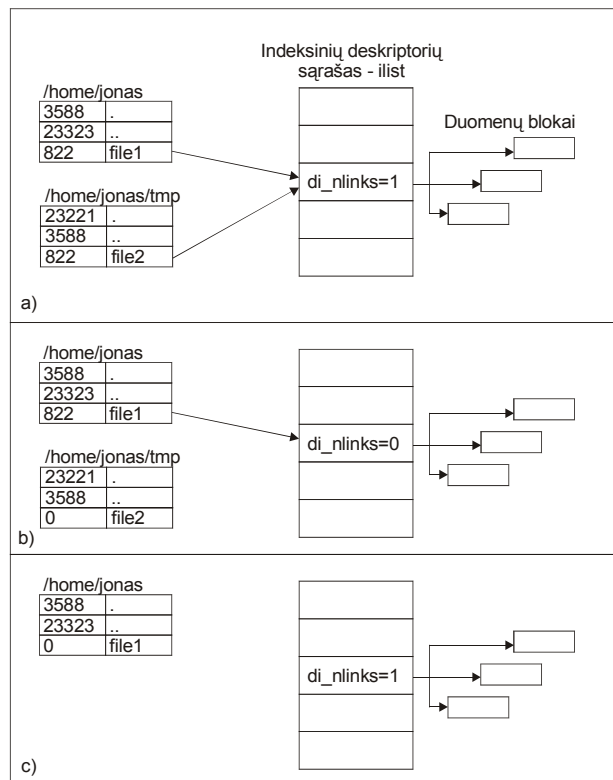 Indeksinių deskriptorių
sąrašas - ilist
/home/jonas
3588 .
23323 ..
822 file1
Duomenų blokai
di_nlinks=1
/home/jonas/tmp
23221 .
3588 ..
822 file2
a)
/home/jonas
3588 .
23323 ..
822 file1
di_nlinks=0
/home/jonas/tmp
23221 .
3588 ..
0 file2
b)
/home/jonas
3588 .
23323 ..
0 file1
di_nlinks=1
c)